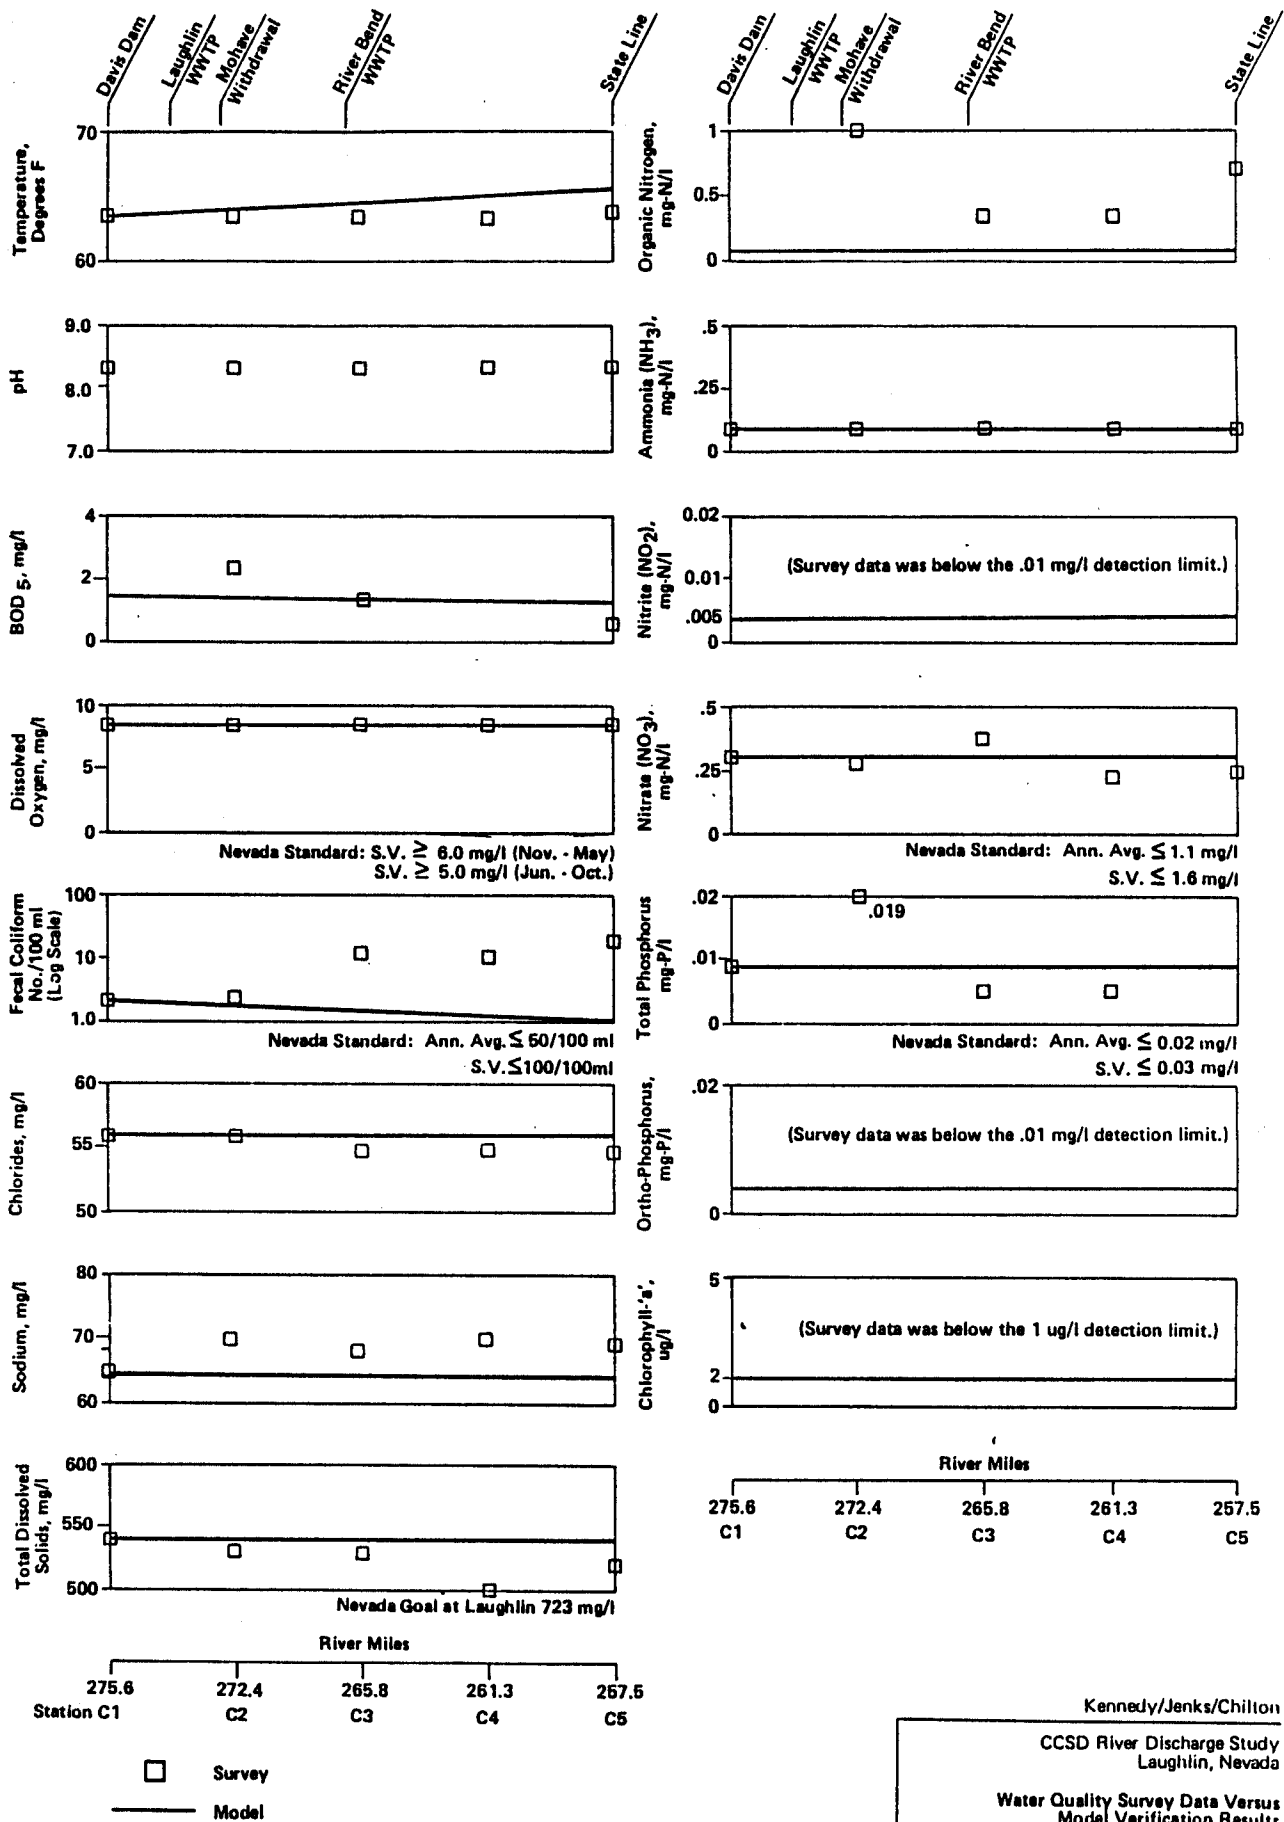 Davis Dam
Laughlin
WWTP
Mohave
Withdrawal
River Bend
WWTP
State Line
Temperature,
Degrees F
70
60
pH
9.0
8.0
7.0
BOD 5, mg/l
4
2
0
Dissolved
Oxygen, mg/l
10
5
0
Nevada Standard: S.V. ≥ 6.0 mg/l (Nov. - May)
S.V. ≥ 5.0 mg/l (Jun. - Oct.)
Fecal Coliform
No./100 ml
(Log Scale)
100
10
1.0
Nevada Standard: Ann. Avg. ≤ 50/100 ml
S.V.≤100/100ml
Chlorides, mg/l
60
55
50
Sodium, mg/l
80
70
60
Total Dissolved
Solids, mg/l
600
550
500
Nevada Goal at Laughlin 723 mg/l
River Miles
275.6 272.4 265.8 261.3 257.5
Station C1 C2 C3 C4 C5
Survey
Model
Davis Dam
Laughlin
WWTP
Mohave
Withdrawal
River Bend
WWTP
State Line
Organic Nitrogen,
mg-N/l
1
0.5
0
Ammonia (NH3),
mg-N/l
.5
.25
0
Nitrite (NO2),
mg-N/l
0.02
0.01
.005
0
(Survey data was below the .01 mg/l detection limit.)
Nitrate (NO3),
mg-N/l
.5
.25
0
Nevada Standard: Ann. Avg. ≤ 1.1 mg/l
S.V. ≤ 1.6 mg/l
Total Phosphorus
mg-P/l
.02
.01
0
.019
Nevada Standard: Ann. Avg. ≤ 0.02 mg/l
S.V. ≤ 0.03 mg/l
Ortho-Phosphorus,
mg-P/l
.02
0
(Survey data was below the .01 mg/l detection limit.)
Chlorophyll-'a',
ug/l
5
2
0
(Survey data was below the 1 ug/l detection limit.)
River Miles
275.6 272.4 265.8 261.3 257.5
C1 C2 C3 C4 C5
Kennedy/Jenks/Chilton
CCSD River Discharge Study
Laughlin, Nevada
Water Quality Survey Data Versus
Model Verification Results